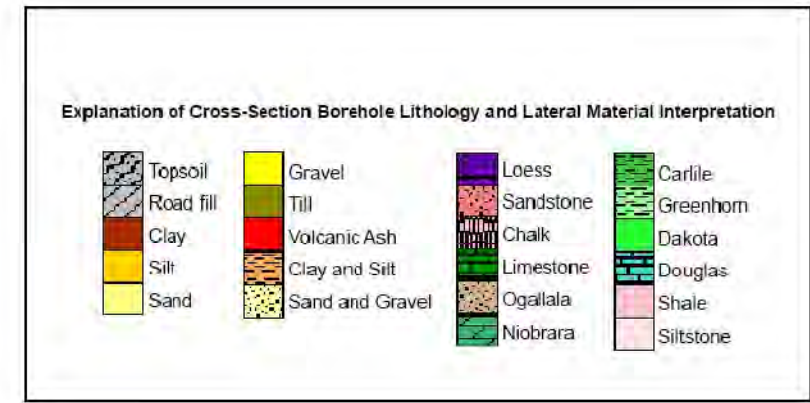 Explanation of Cross-Section Borehole Lithology and Lateral Material Interpretation
Topsoil
Road fill
Clay
Silt
Sand
Gravel
Till
Volcanic Ash
Clay and Silt
Sand and Gravel
Loess
Sandstone
Chalk
Limestone
Ogallala
Niobrara
Carlile
Greenhorn
Dakota
Douglas
Shale
Siltstone